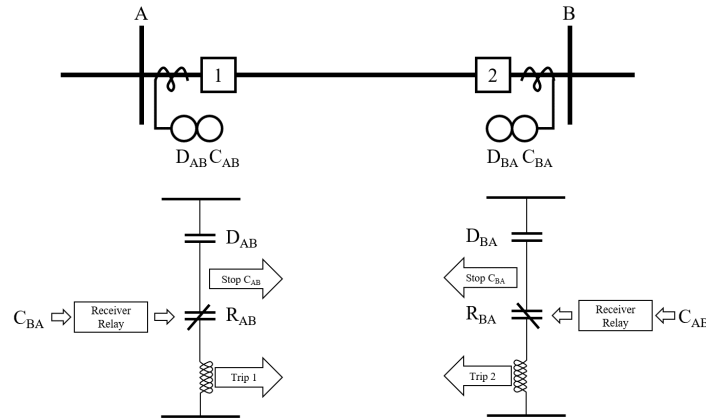 A
B
1
2
D_AB C_AB
D_BA C_BA
D_AB
D_BA
Stop C_AB
Stop C_BA
C_BA
Receiver
Relay
R_AB
R_BA
Receiver
Relay
C_AB
Trip 1
Trip 2